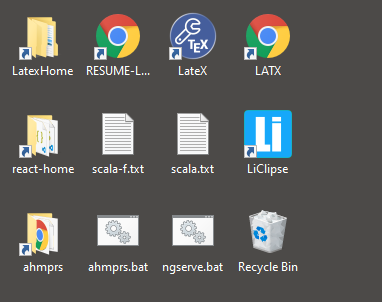 LatexHome
RESUME-L...
TEX
LateX
LATX
react-home
scala-f.txt
scala.txt
Li
LiClipse
ahmprs
ahmprs.bat
ngserve.bat
Recycle Bin